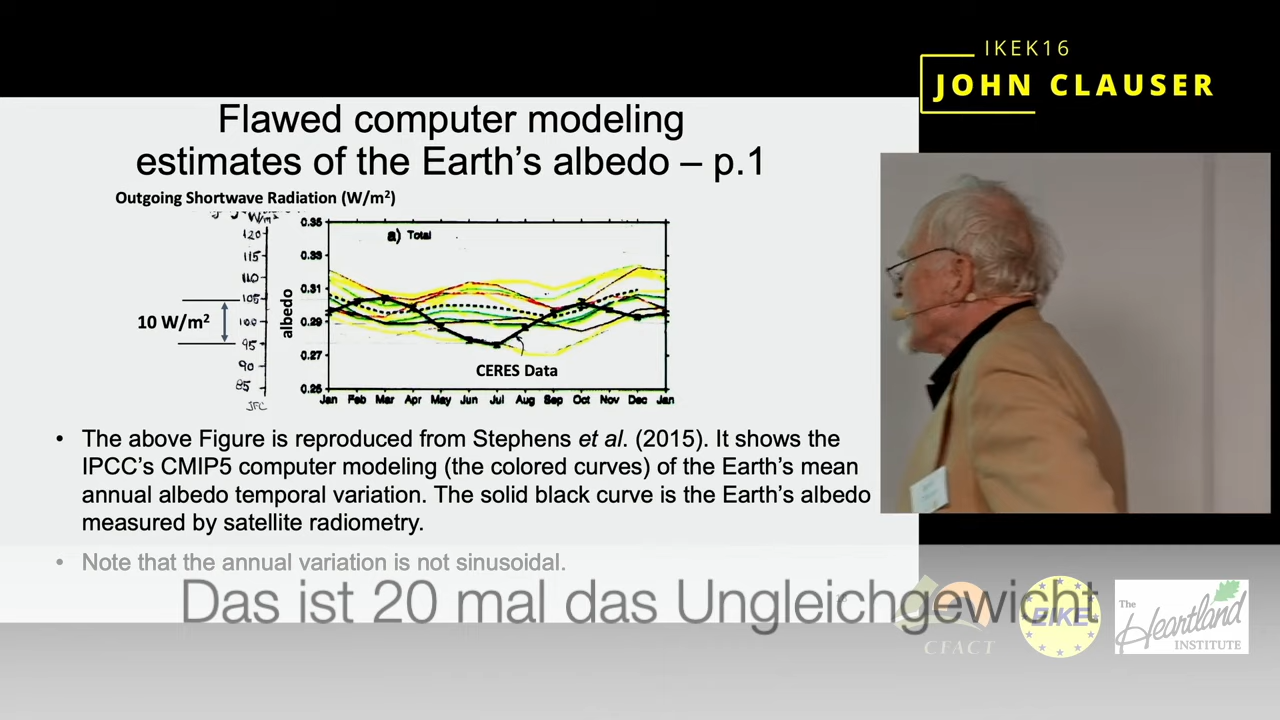 IKEK16
JOHN CLAUSER
Flawed computer modeling
estimates of the Earth's albedo – p.1
Outgoing Shortwave Radiation (W/m²)
W/m²
120
115
110
105
100
95
90
85
JFC
10 W/m²
albedo
0.35
0.33
0.31
0.29
0.27
0.25
a) Total
CERES Data
Jan Feb Mar Apr May Jun Jul Aug Sep Oct Nov Dec Jan
• The above Figure is reproduced from Stephens et al. (2015). It shows the
IPCC's CMIP5 computer modeling (the colored curves) of the Earth's mean
annual albedo temporal variation. The solid black curve is the Earth's albedo
measured by satellite radiometry.
• Note that the annual variation is not sinusoidal.
Das ist 20 mal das Ungleichgewicht
CFACT
EIKE
The
Heartland
INSTITUTE